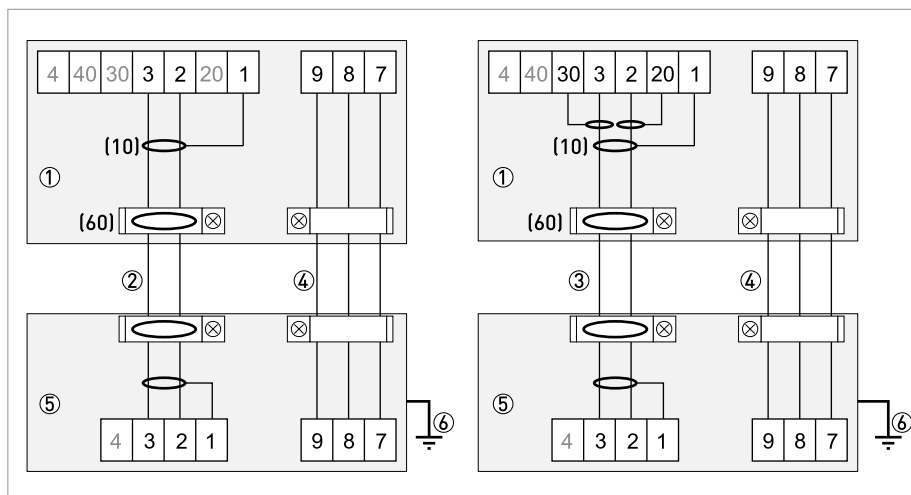 4 40 30 3 2 20 1 9 8 7 4 40 30 3 2 20 1 9 8 7
(10) (10)
① ①
(60) (60)
② ④ ③ ④
⑤ ⑤
⑥ ⑥
4 3 2 1 9 8 7 4 3 2 1 9 8 7